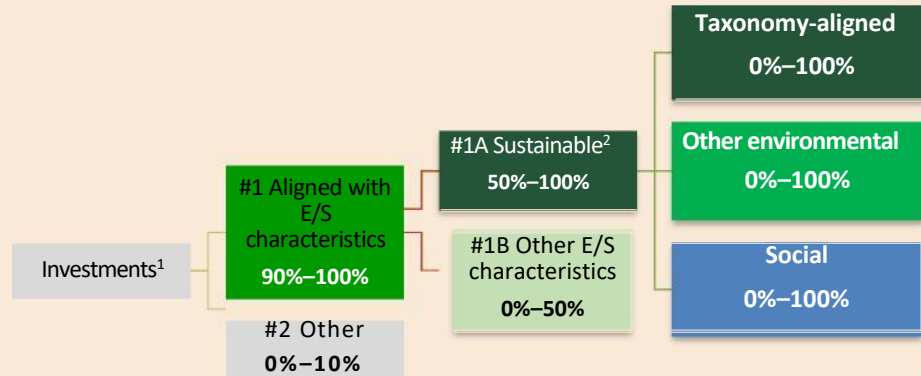 Investments¹
#1 Aligned with
E/S
characteristics
90%–100%
#2 Other
0%–10%
#1A Sustainable²
50%–100%
#1B Other E/S
characteristics
0%–50%
Taxonomy-aligned
0%–100%
Other environmental
0%–100%
Social
0%–100%